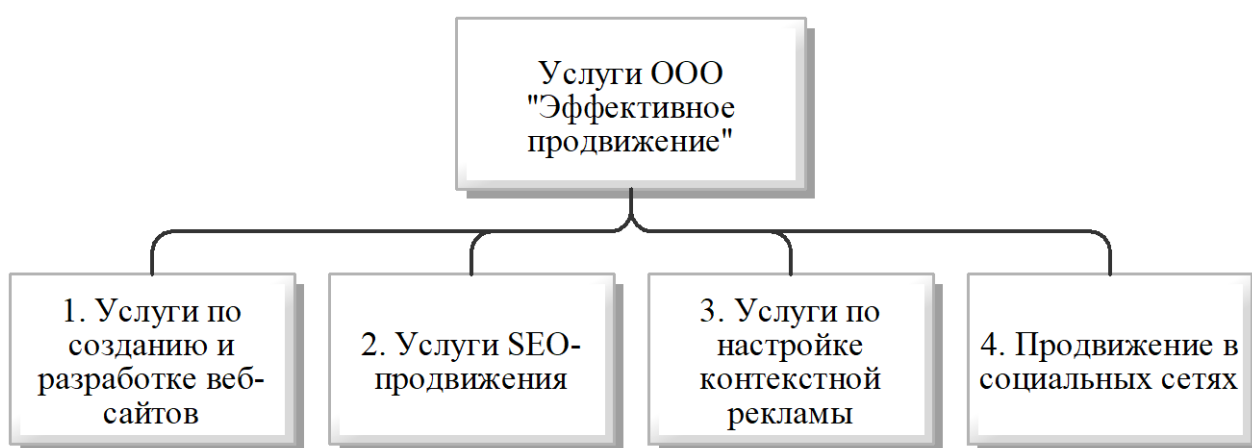 Услуги ООО
"Эффективное
продвижение"
1. Услуги по
созданию и
разработке веб-
сайтов
2. Услуги SEO-
продвижения
3. Услуги по
настройке
контекстной
рекламы
4. Продвижение в
социальных сетях